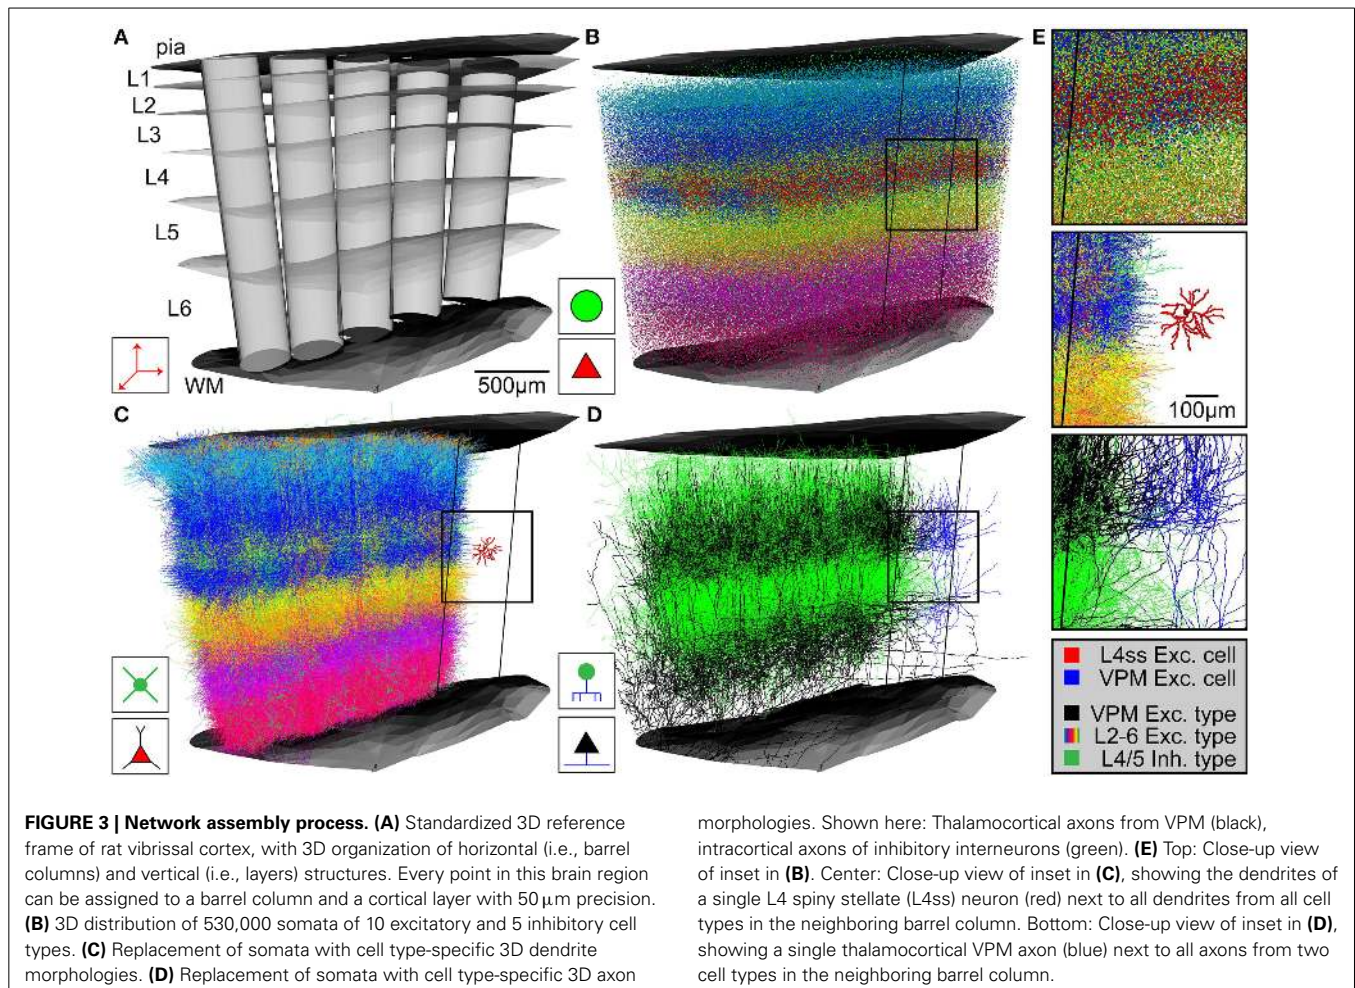 A
pia
L1
L2
L3
L4
L5
L6
WM
500µm
B
E
C
D
100µm
L4ss Exc. cell
VPM Exc. cell
VPM Exc. type
L2-6 Exc. type
L4/5 Inh. type
FIGURE 3 | Network assembly process. (A) Standardized 3D reference
frame of rat vibrissal cortex, with 3D organization of horizontal (i.e., barrel
columns) and vertical (i.e., layers) structures. Every point in this brain region
can be assigned to a barrel column and a cortical layer with 50 µm precision.
(B) 3D distribution of 530,000 somata of 10 excitatory and 5 inhibitory cell
types. (C) Replacement of somata with cell type-specific 3D dendrite
morphologies. (D) Replacement of somata with cell type-specific 3D axon
morphologies. Shown here: Thalamocortical axons from VPM (black),
intracortical axons of inhibitory interneurons (green). (E) Top: Close-up view
of inset in (B). Center: Close-up view of inset in (C), showing the dendrites of
a single L4 spiny stellate (L4ss) neuron (red) next to all dendrites from all cell
types in the neighboring barrel column. Bottom: Close-up view of inset in (D),
showing a single thalamocortical VPM axon (blue) next to all axons from two
cell types in the neighboring barrel column.